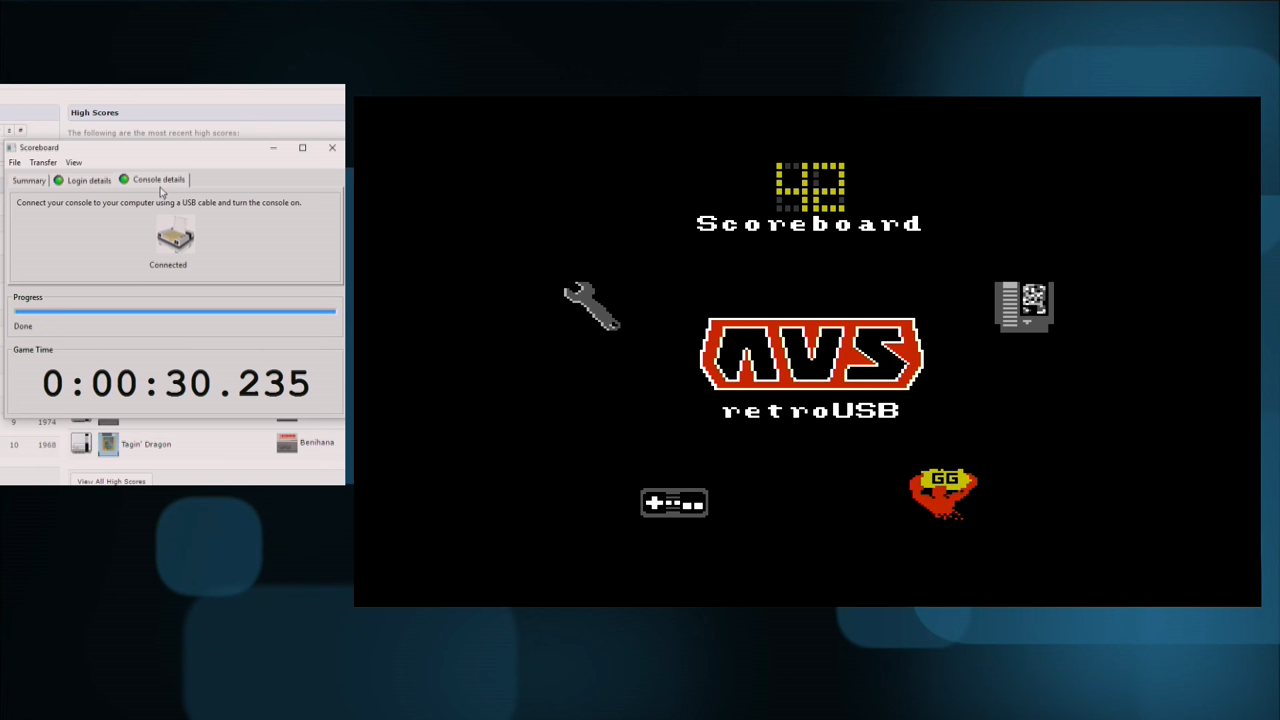 High Scores
The following are the most recent high scores:
s #
Scoreboard
File Transfer View
Summary Login details Console details
Connect your console to your computer using a USB cable and turn the console on.
Connected
Progress
Done
Game Time
0:00:30.235
9 1974
10 1968 Tagin' Dragon Benihana
View All High Scores
42
Scoreboard
AVS
retroUSB
GG